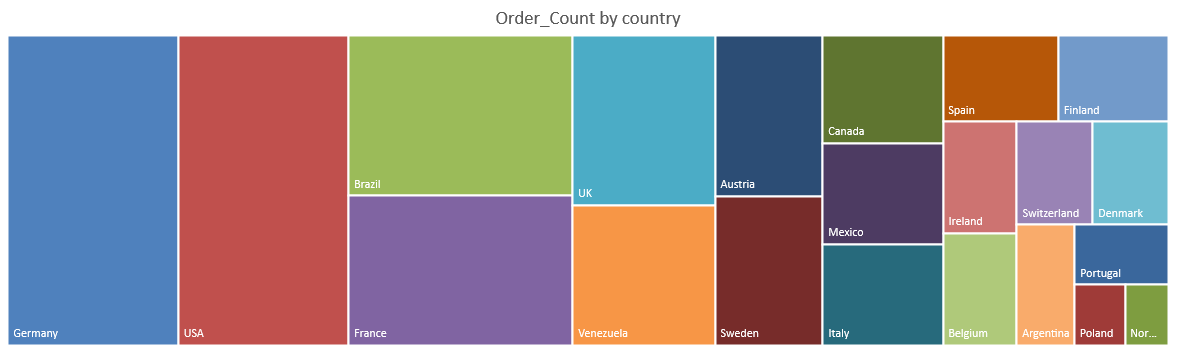 Order_Count by country
Germany
USA
Brazil
France
UK
Venezuela
Austria
Sweden
Canada
Mexico
Italy
Spain
Finland
Ireland
Switzerland
Denmark
Belgium
Argentina
Portugal
Poland
Nor...